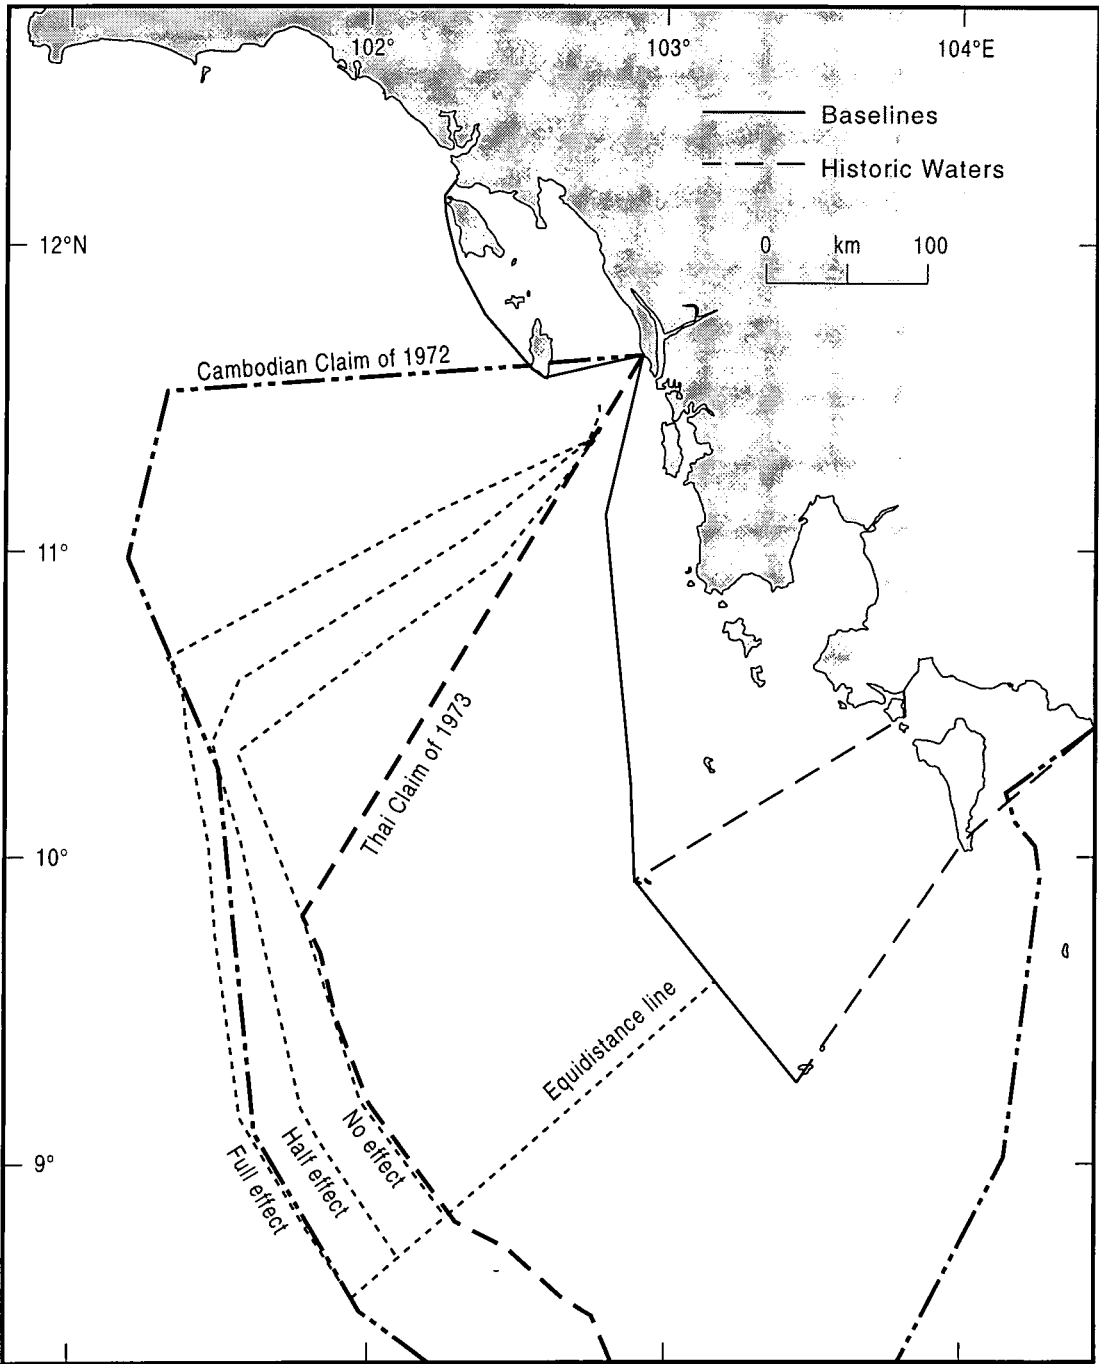 102°
103°
104°E
Baselines
Historic Waters
0 km 100
12°N
Cambodian Claim of 1972
11°
Thai Claim of 1973
10°
Equidistance line
9°
No effect
Half effect
Full effect